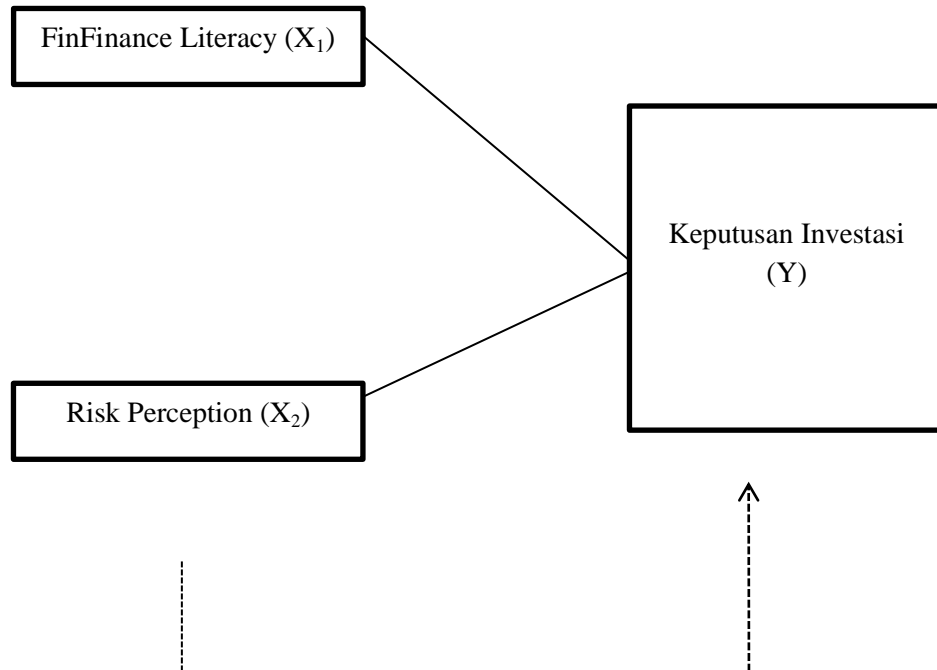 FinFinance Literacy (X₁)
Keputusan Investasi
(Y)
Risk Perception (X₂)